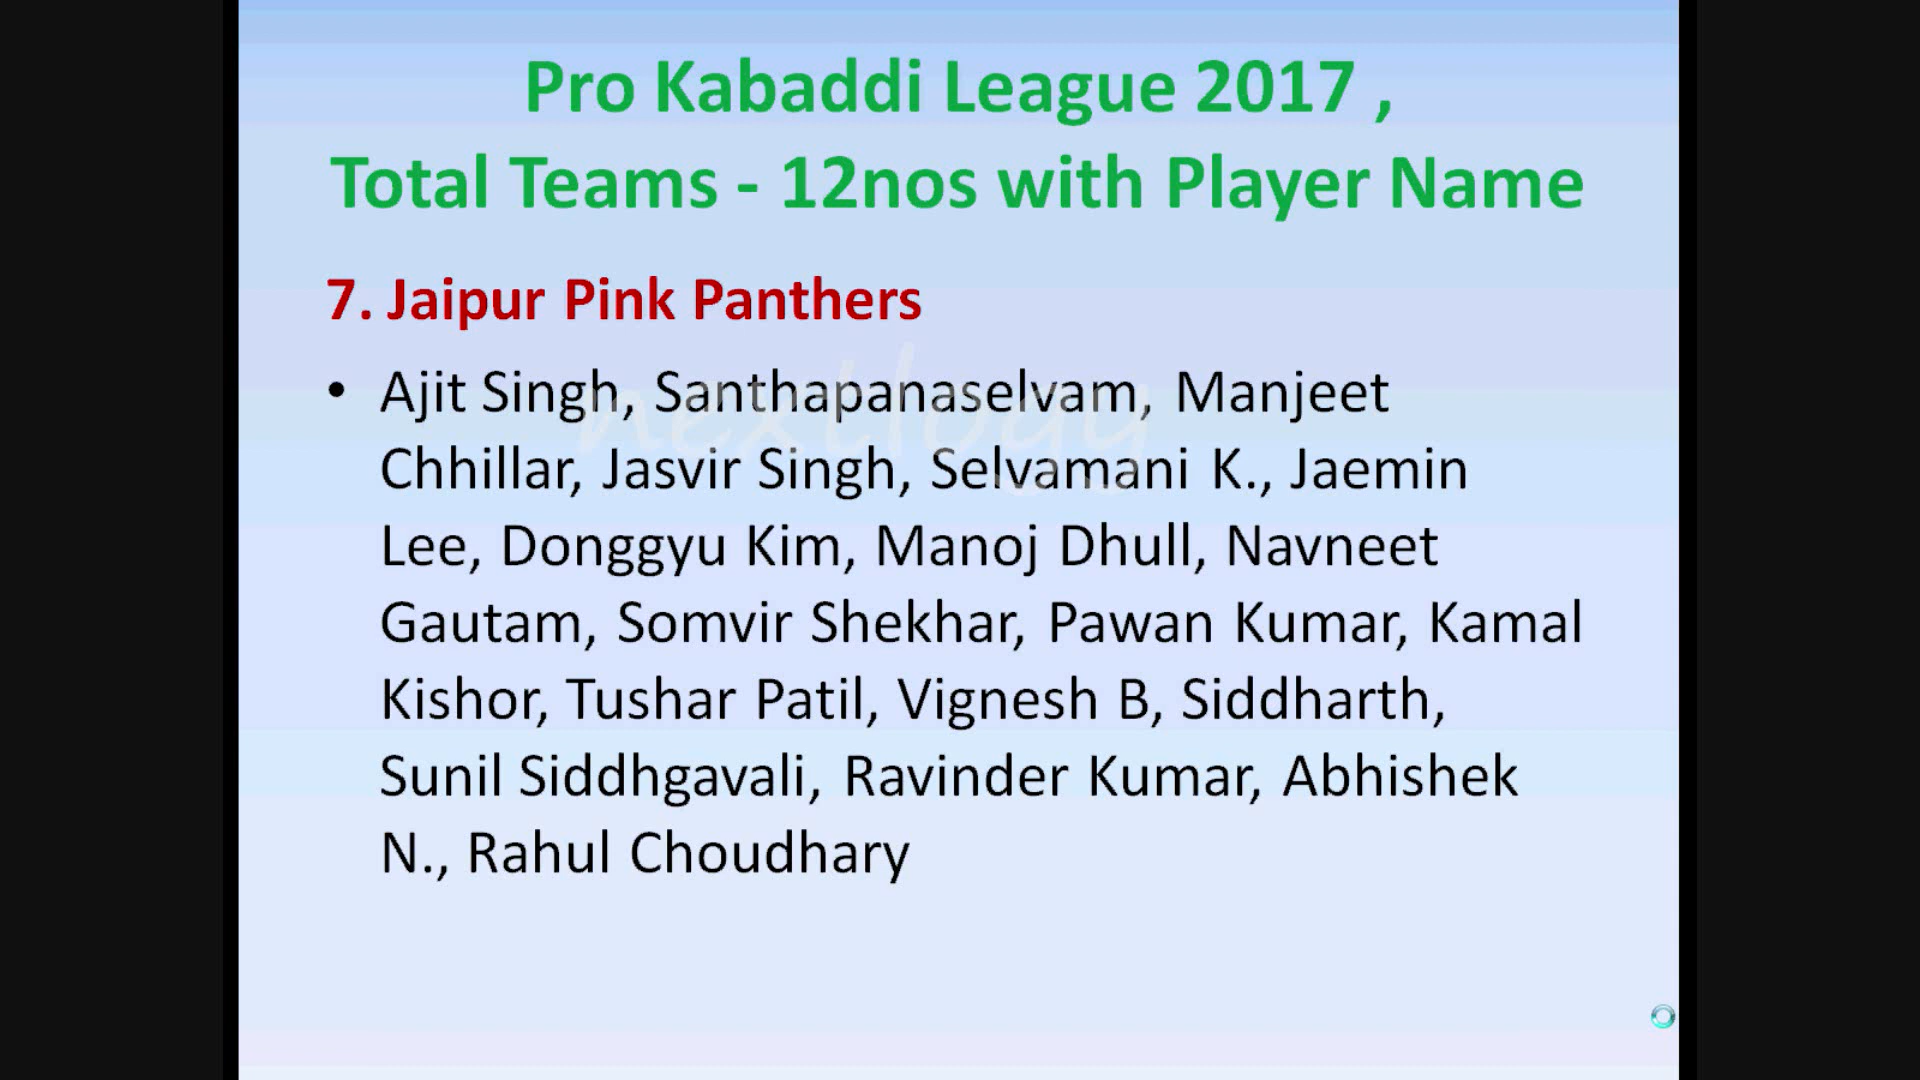 Pro Kabaddi League 2017 ,
Total Teams - 12nos with Player Name
7. Jaipur Pink Panthers
• Ajit Singh, Santhapanaselvam, Manjeet
Chhillar, Jasvir Singh, Selvamani K., Jaemin
Lee, Donggyu Kim, Manoj Dhull, Navneet
Gautam, Somvir Shekhar, Pawan Kumar, Kamal
Kishor, Tushar Patil, Vignesh B, Siddharth,
Sunil Siddhgavali, Ravinder Kumar, Abhishek
N., Rahul Choudhary
nextlogy